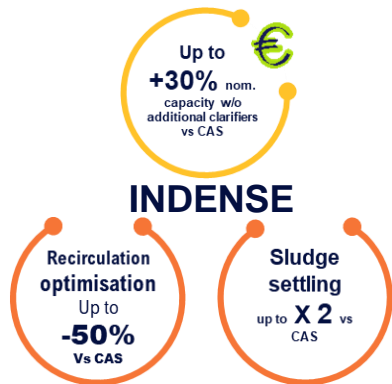 Up to
€
+30% nom.
capacity w/o
additional clarifiers
vs CAS
INDENSE
Recirculation
optimisation
Up to
-50%
Vs CAS
Sludge
settling
up to X 2 vs
CAS